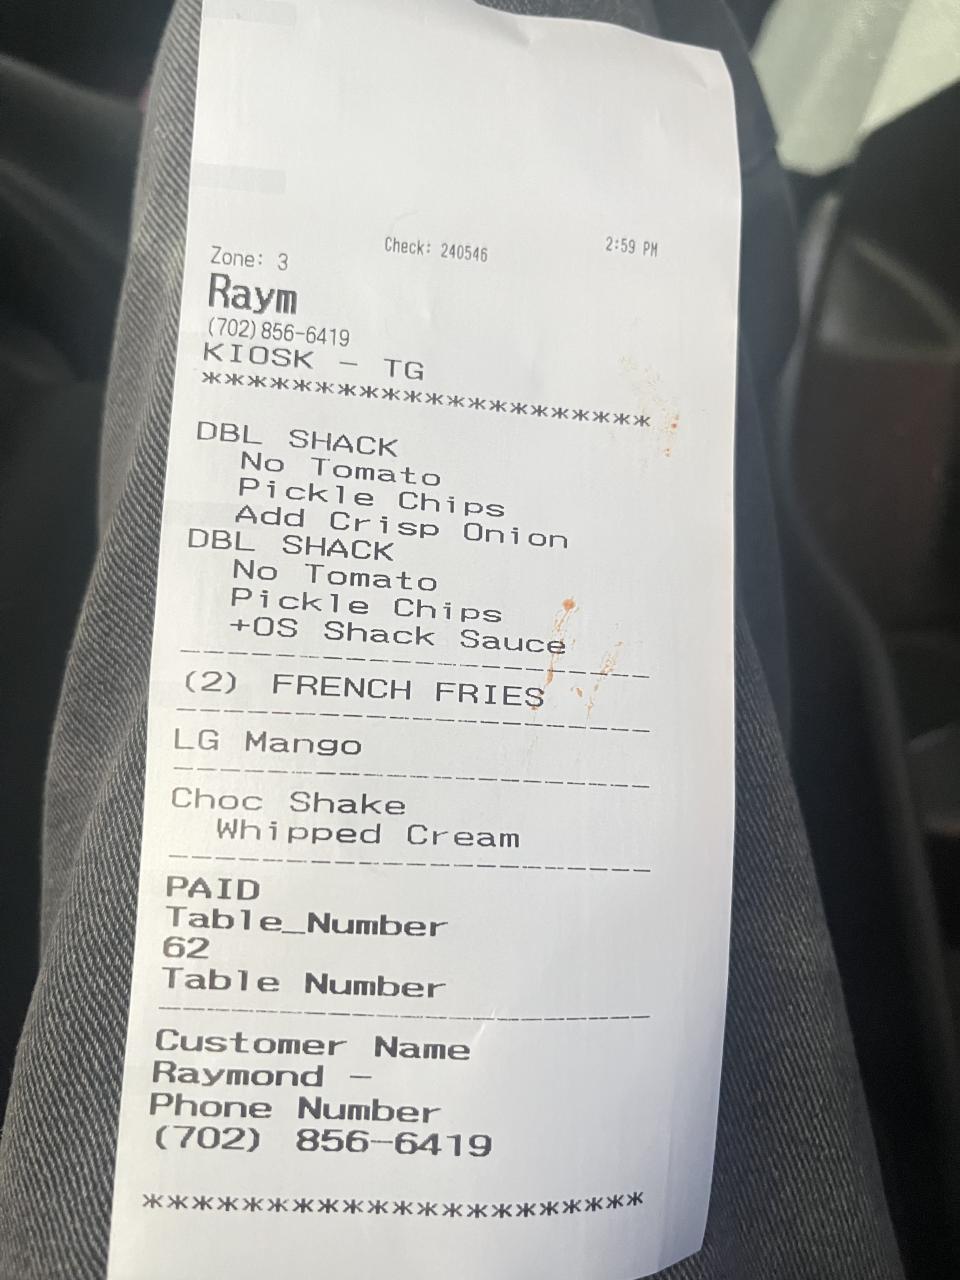 Check: 240546 2:59 PM
Zone: 3
Raym
(702)856-6419
KIOSK - TG
********************
DBL SHACK
No Tomato
Pickle Chips
Add Crisp Onion
DBL SHACK
No Tomato
Pickle Chips
+OS Shack Sauce
--------------------
(2) FRENCH FRIES
--------------------
LG Mango
--------------------
Choc Shake
Whipped Cream
--------------------
PAID
Table_Number
62
Table Number
--------------------
Customer Name
Raymond -
Phone Number
(702) 856-6419
********************